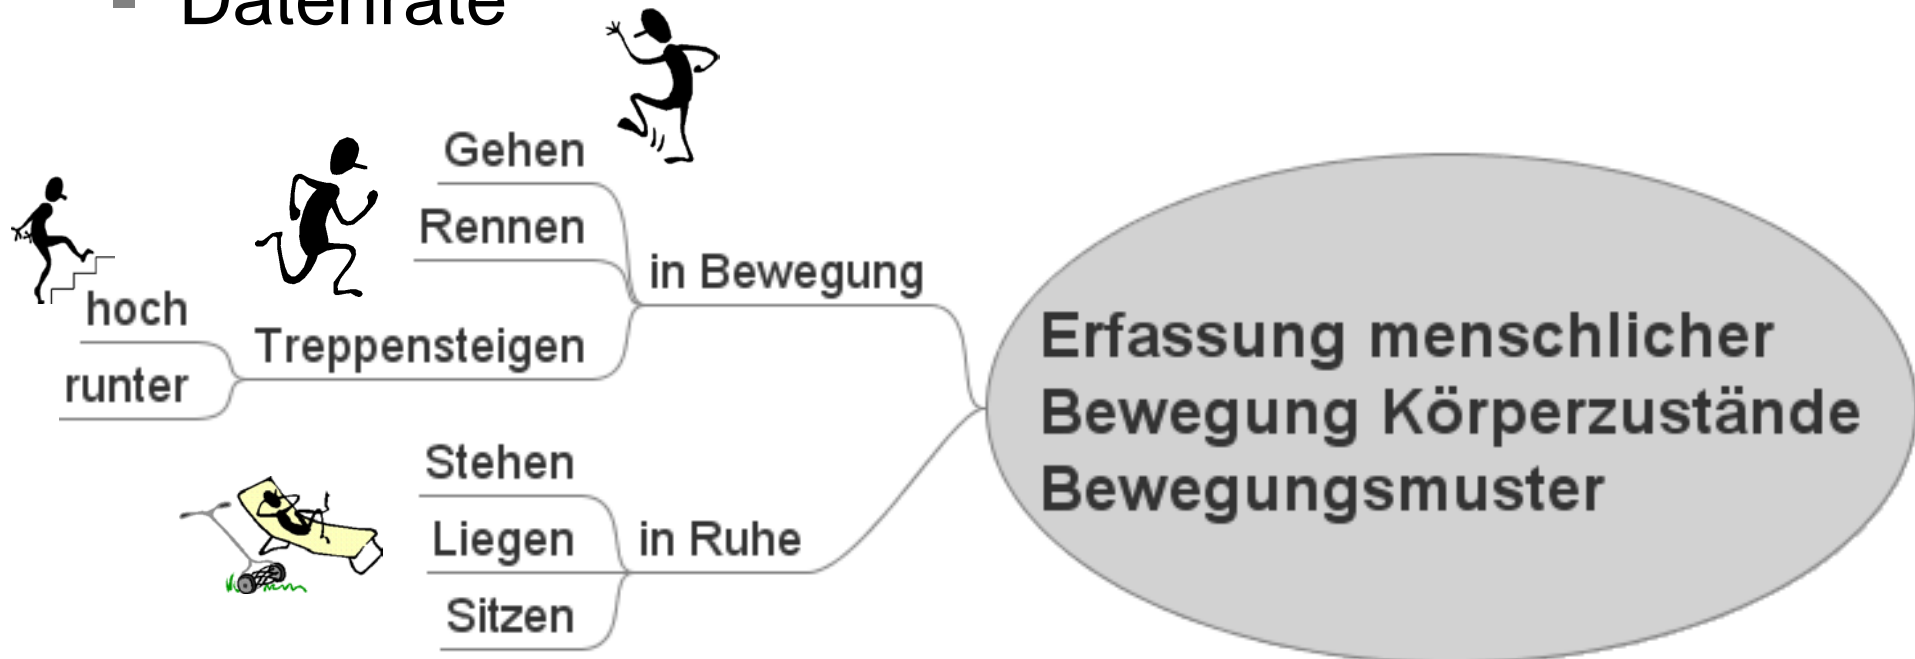 Datenrate
Gehen
Rennen
in Bewegung
hoch
Treppensteigen
runter
Stehen
Liegen
in Ruhe
Sitzen
Erfassung menschlicher
Bewegung Körperzustände
Bewegungsmuster